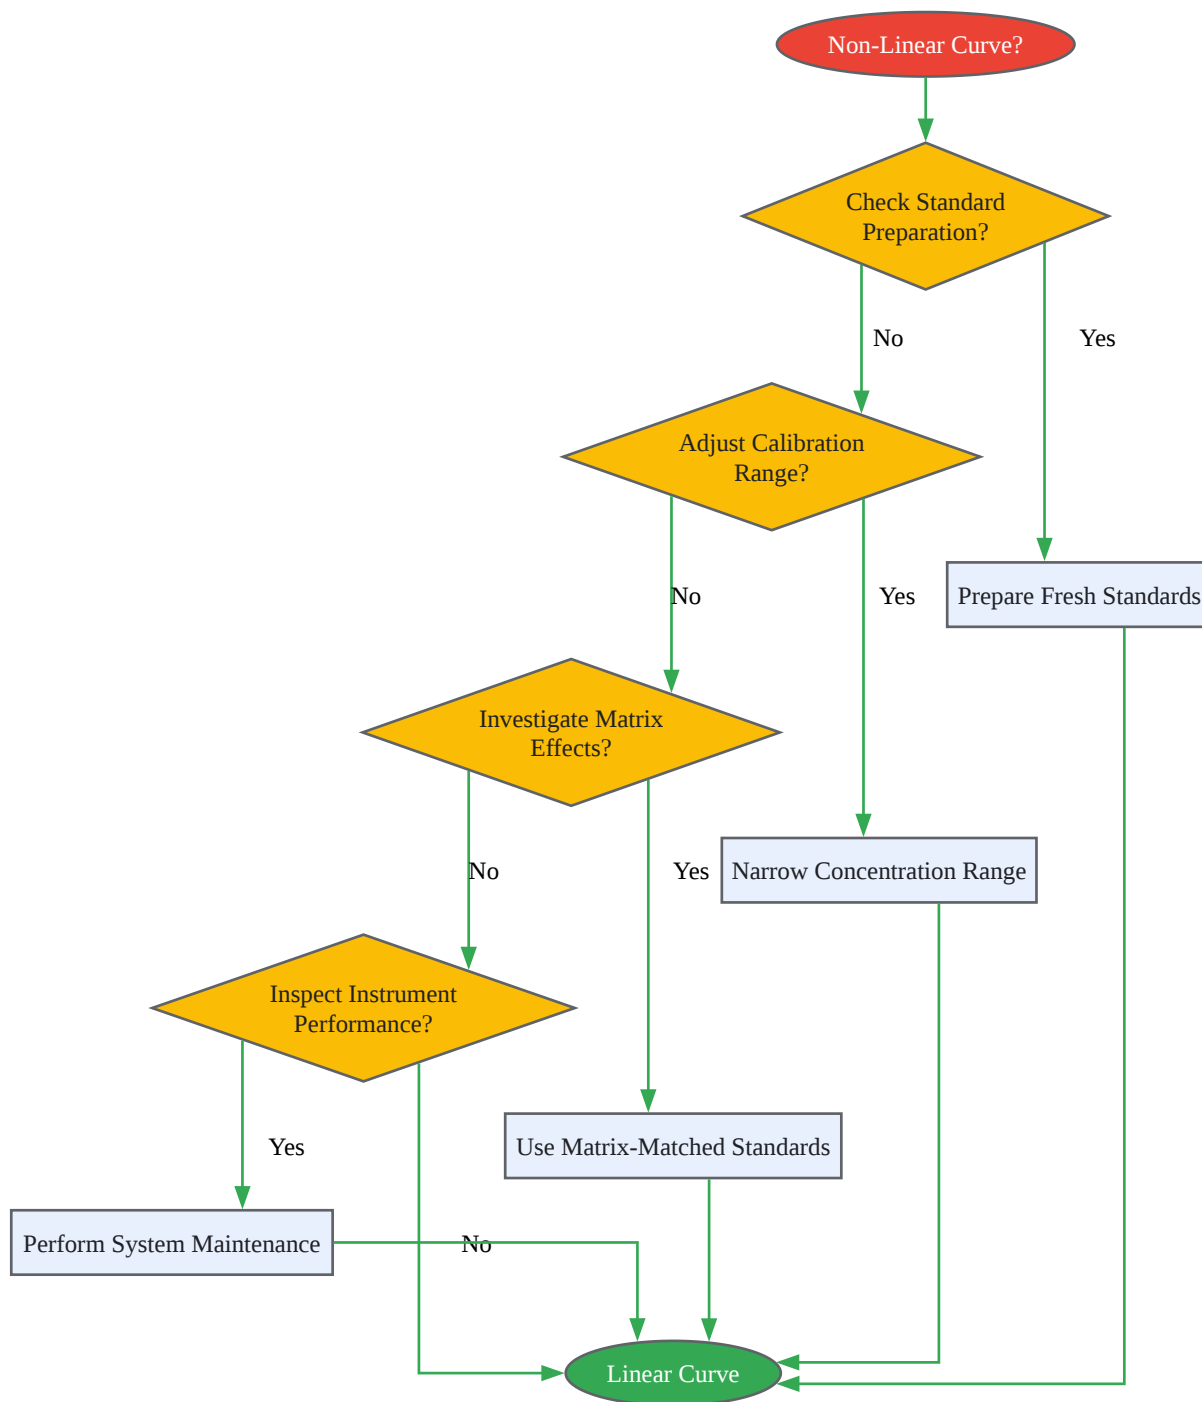 Non-Linear Curve?
Check Standard
Preparation?
No
Yes
Adjust Calibration
Range?
No
Yes
Prepare Fresh Standards
Investigate Matrix
Effects?
No
Yes
Narrow Concentration Range
Inspect Instrument
Performance?
Yes
Use Matrix-Matched Standards
Perform System Maintenance
No
Linear Curve